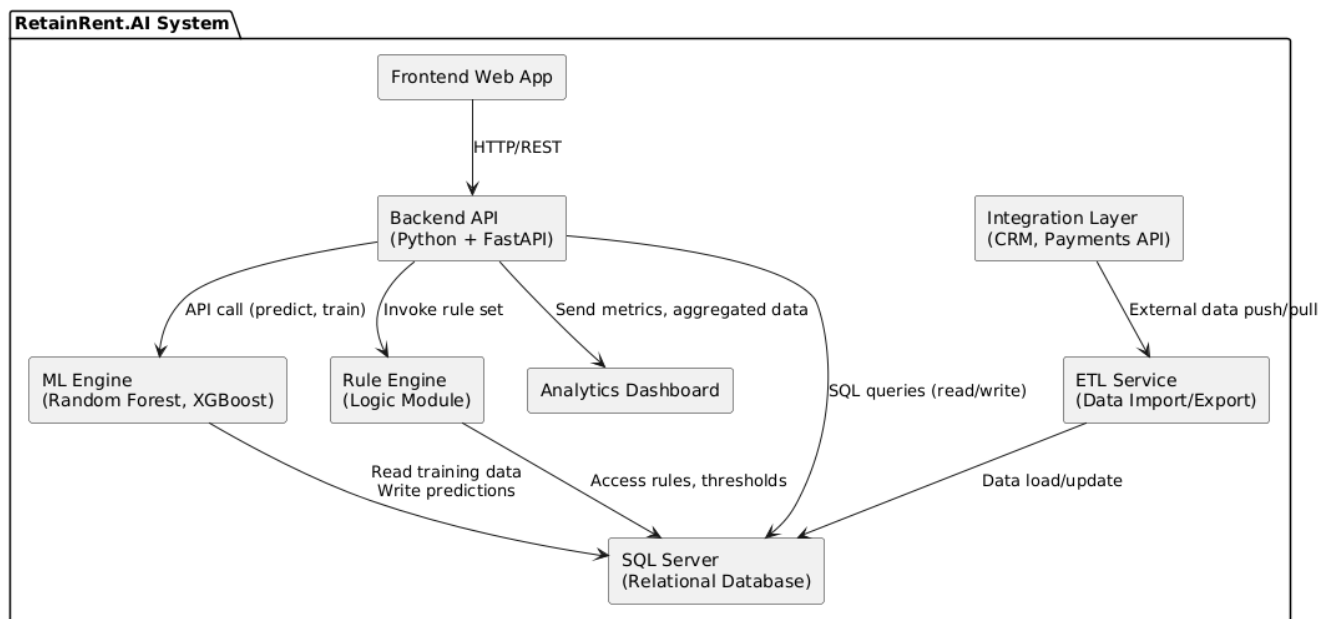 RetainRent.AI System
Frontend Web App
HTTP/REST
Backend API
(Python + FastAPI)
Integration Layer
(CRM, Payments API)
API call (predict, train)
Invoke rule set
Send metrics, aggregated data
External data push/pull
ML Engine
(Random Forest, XGBoost)
Rule Engine
(Logic Module)
Analytics Dashboard
SQL queries (read/write)
ETL Service
(Data Import/Export)
Read training data
Write predictions
Access rules, thresholds
Data load/update
SQL Server
(Relational Database)